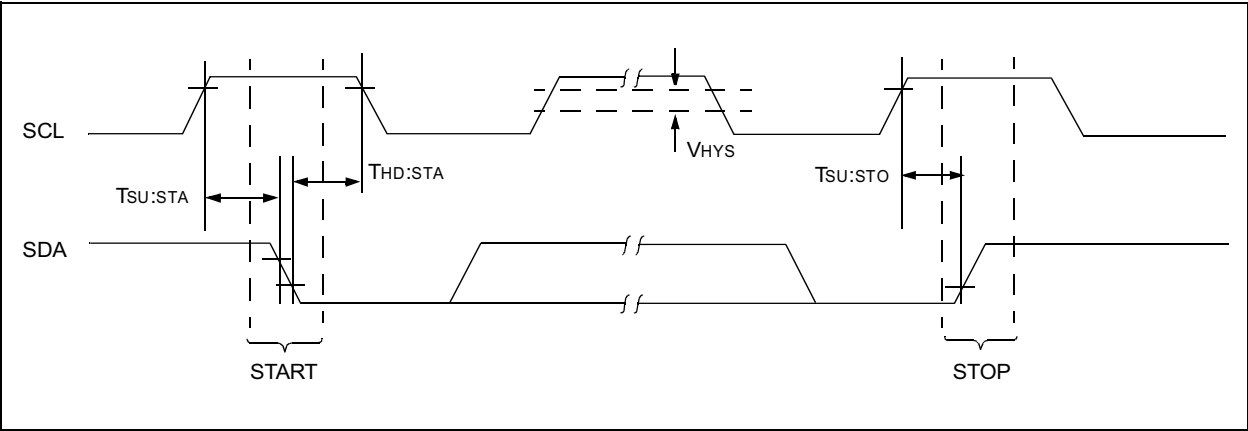 SCL
VHYS
THD:STA
TSU:STA
TSU:STO
SDA
START
STOP